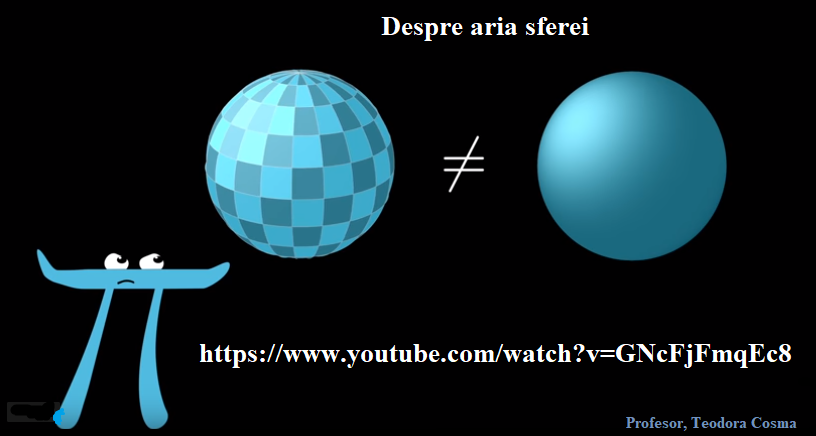 Despre aria sferei
≠
https://www.youtube.com/watch?v=GNcFjFmqEc8
Profesor, Teodora Cosma